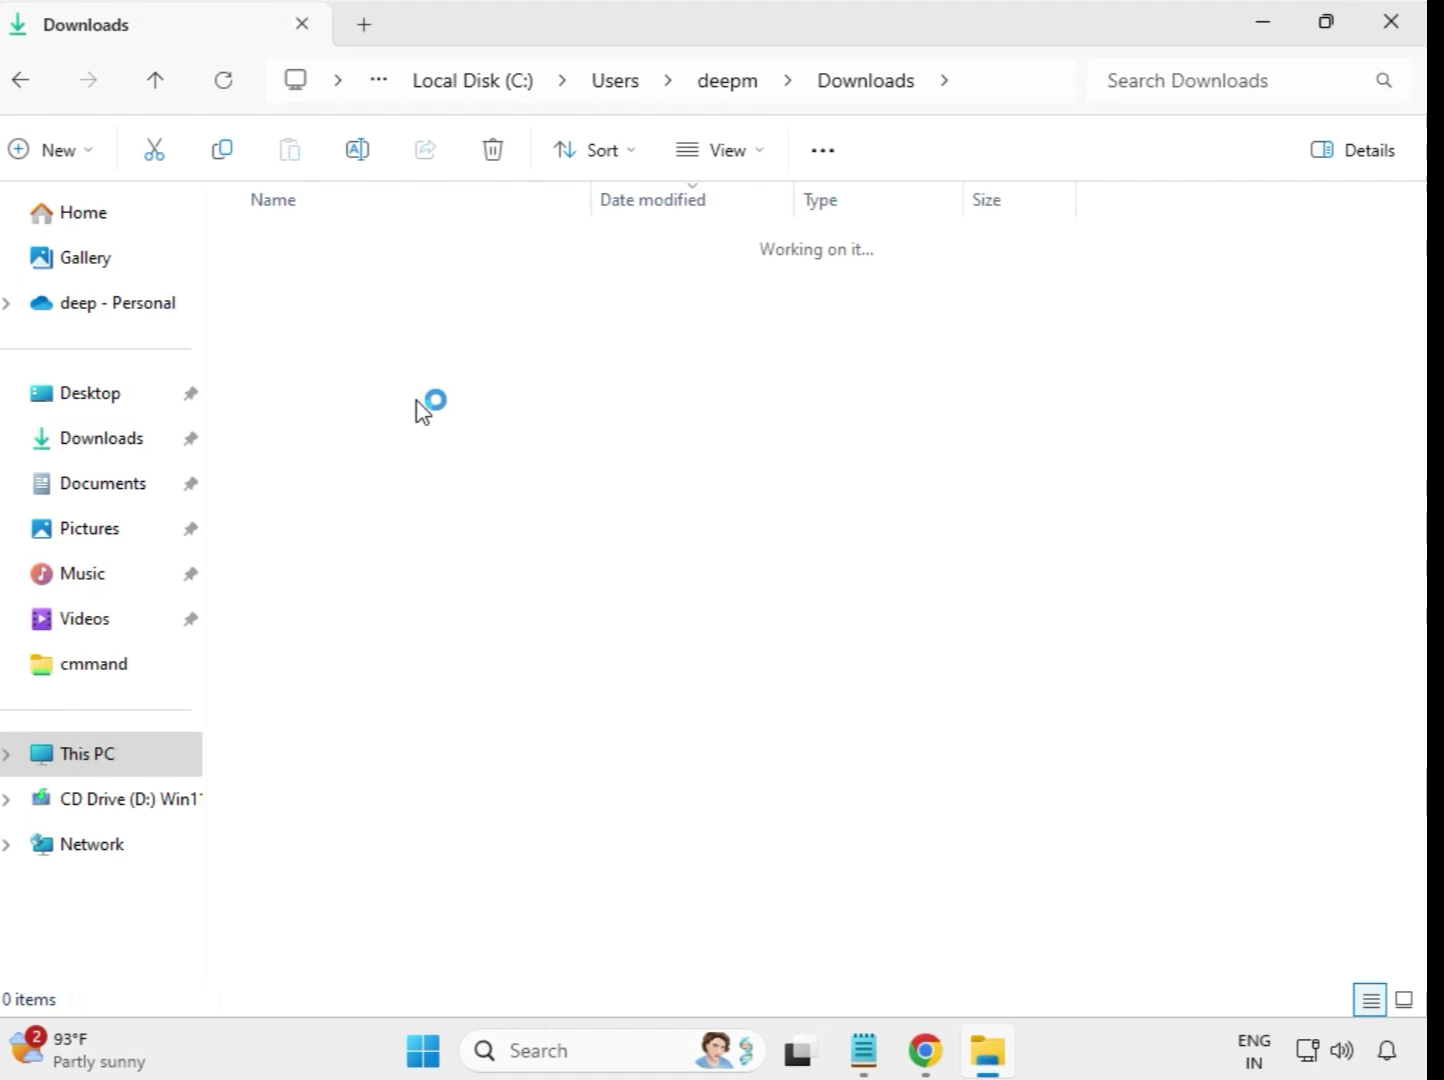 Downloads
Local Disk (C:) Users deepm Downloads Search Downloads
New Sort View ... Details
Name Date modified Type Size
Working on it...
Home
Gallery
deep - Personal
Desktop
Downloads
Documents
Pictures
Music
Videos
cmmand
This PC
CD Drive (D:) Win11
Network
0 items
2 93°F Partly sunny
Search
ENG
IN